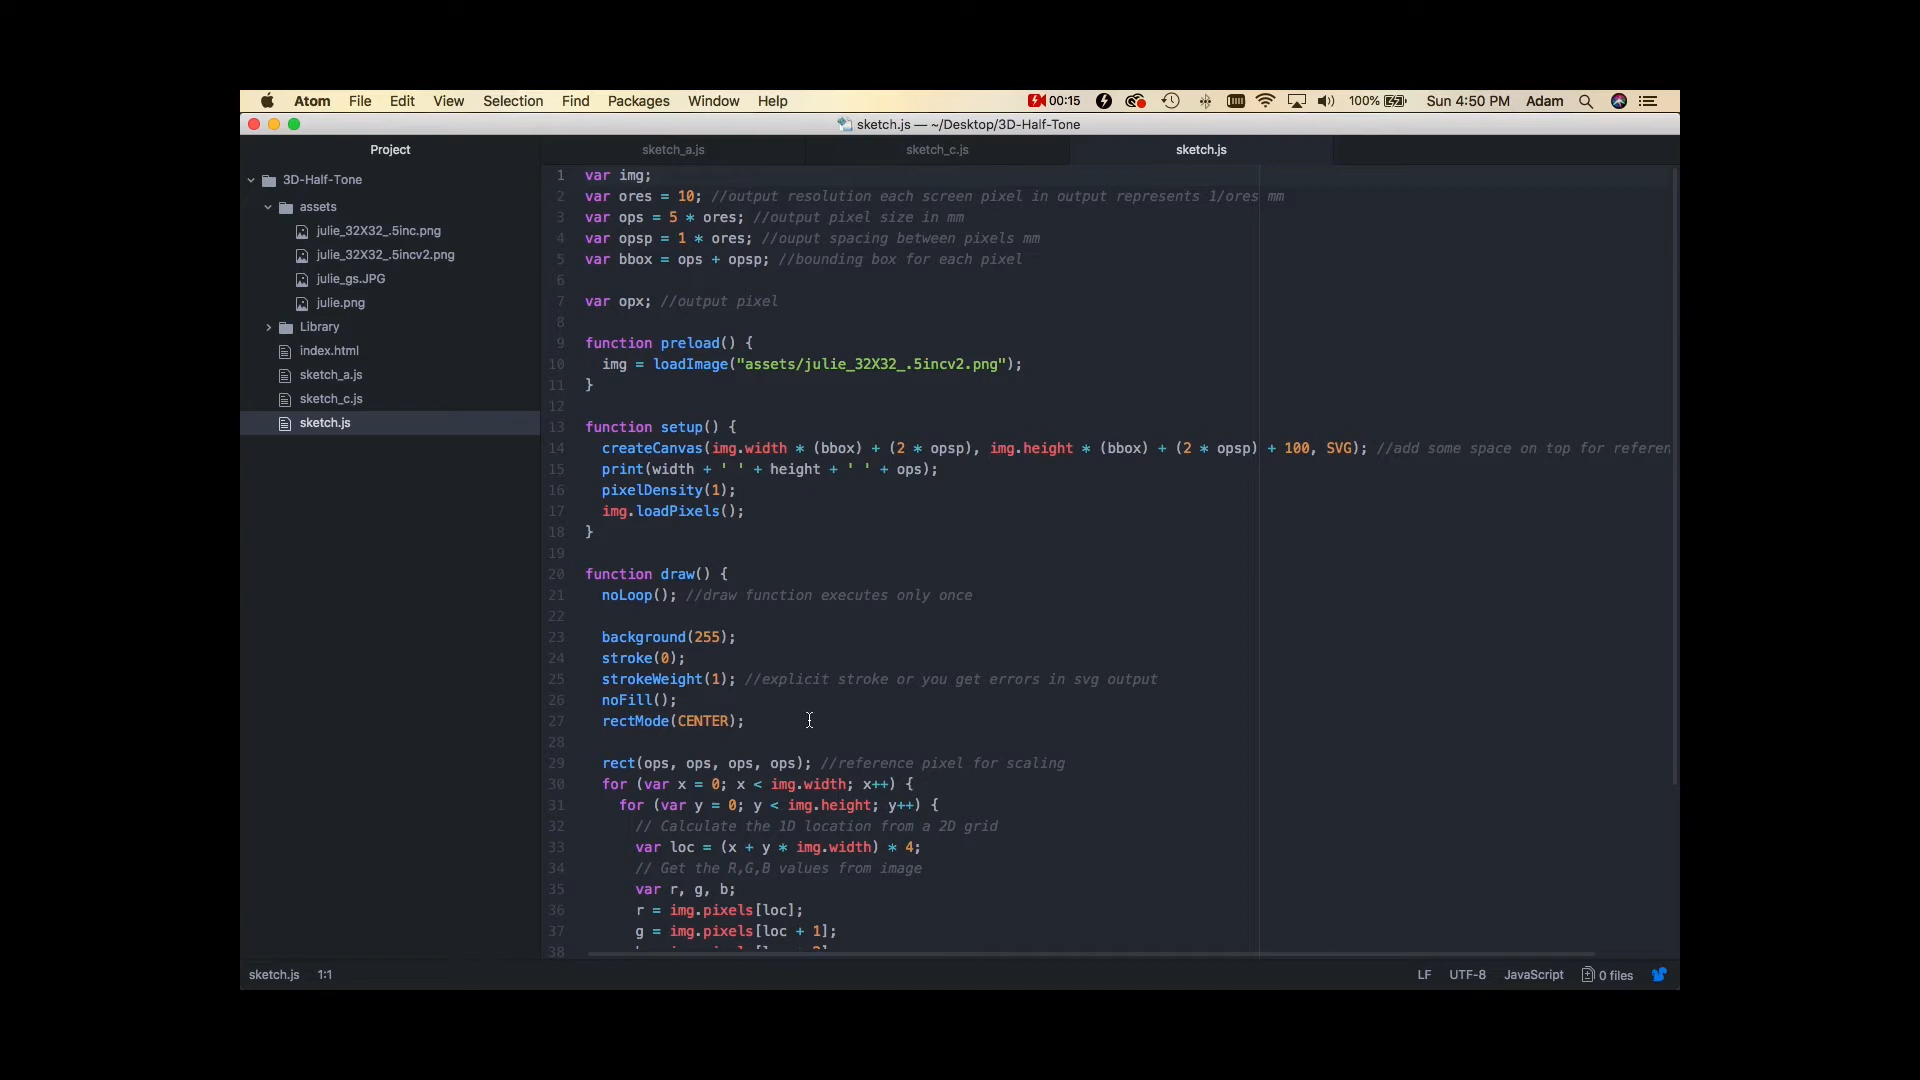 Atom File Edit View Selection Find Packages Window Help 00:15 100% Sun 4:50 PM Adam
sketch.js — ~/Desktop/3D-Half-Tone
Project
3D-Half-Tone
assets
julie_32X32_.5inc.png
julie_32X32_.5incv2.png
julie_gs.JPG
julie.png
Library
index.html
sketch_a.js
sketch_c.js
sketch.js
sketch_a.js sketch_c.js sketch.js
1 var img;
2 var ores = 10; //output resolution each screen pixel in output represents 1/ores mm
3 var ops = 5 * ores; //output pixel size in mm
4 var opsp = 1 * ores; //ouput spacing between pixels mm
5 var bbox = ops + opsp; //bounding box for each pixel
6
7 var opx; //output pixel
8
9 function preload() {
10 img = loadImage("assets/julie_32X32_.5incv2.png");
11 }
12
13 function setup() {
14 createCanvas(img.width * (bbox) + (2 * opsp), img.height * (bbox) + (2 * opsp) + 100, SVG); //add some space on top for referen
15 print(width + ' ' + height + ' ' + ops);
16 pixelDensity(1);
17 img.loadPixels();
18 }
19
20 function draw() {
21 noLoop(); //draw function executes only once
22
23 background(255);
24 stroke(0);
25 strokeWeight(1); //explicit stroke or you get errors in svg output
26 noFill();
27 rectMode(CENTER);
28
29 rect(ops, ops, ops, ops); //reference pixel for scaling
30 for (var x = 0; x < img.width; x++) {
31 for (var y = 0; y < img.height; y++) {
32 // Calculate the 1D location from a 2D grid
33 var loc = (x + y * img.width) * 4;
34 // Get the R,G,B values from image
35 var r, g, b;
36 r = img.pixels[loc];
37 g = img.pixels[loc + 1];
38
sketch.js 1:1 LF UTF-8 JavaScript 0 files